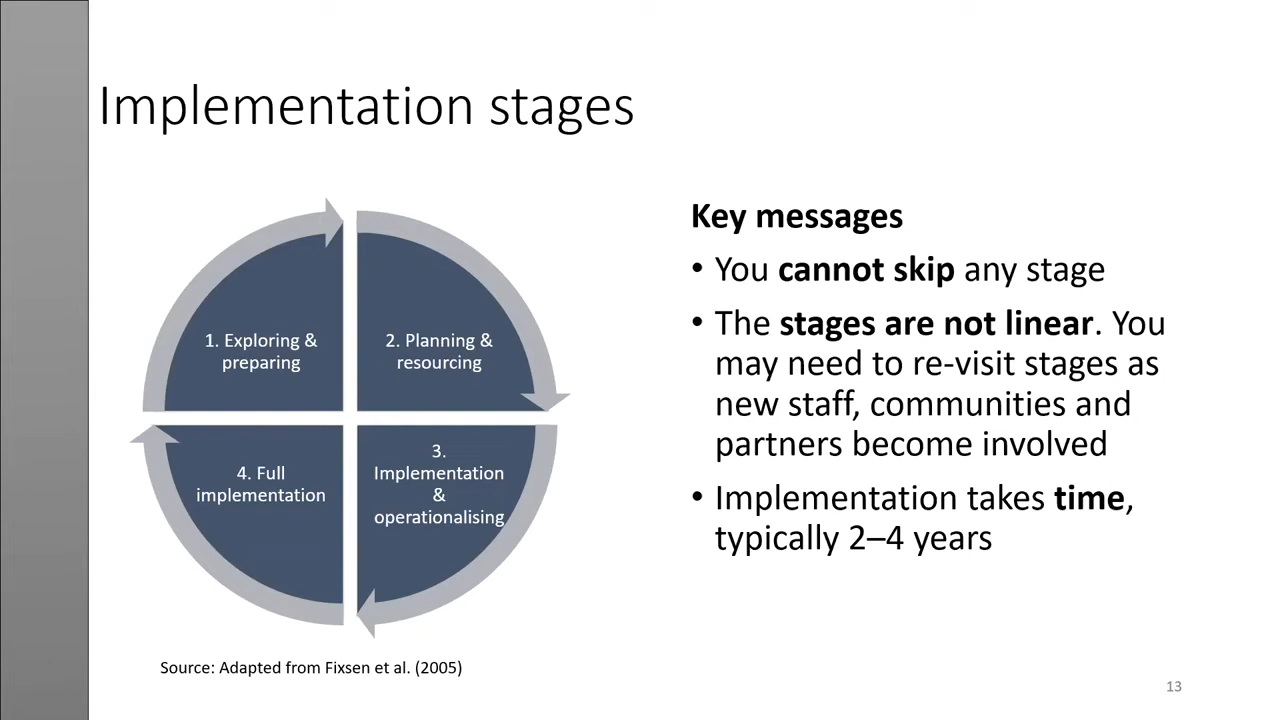 Implementation stages
1. Exploring &
preparing
2. Planning &
resourcing
3.
Implementation
&
operationalising
4. Full
implementation
Source: Adapted from Fixsen et al. (2005)
Key messages
• You cannot skip any stage
• The stages are not linear. You
may need to re-visit stages as
new staff, communities and
partners become involved
• Implementation takes time,
typically 2–4 years
13